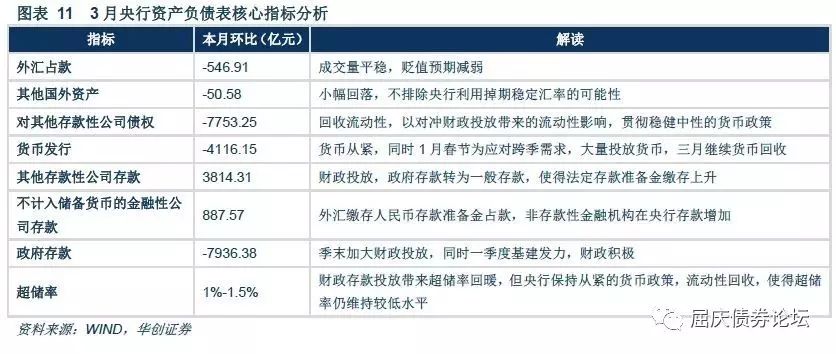 图表 11 3月央行资产负债表核心指标分析
指标 本月环比(亿元) 解读
外汇占款 -546.91 成交量平稳，贬值预期减弱
其他国外资产 -50.58 小幅回落，不排除央行利用掉期稳定汇率的可能性
对其他存款性公司债权 -7753.25 回收流动性，以对冲财政投放带来的流动性影响，贯彻稳健中性的货币政策
货币发行 -4116.15 货币从紧，同时1月春节为应对跨季需求，大量投放货币，三月继续货币回收
其他存款性公司存款 3814.31 财政投放，政府存款转为一般存款，使得法定存款准备金缴存上升
不计入储备货币的金融性公
司存款 887.57 外汇缴存人民币存款准备金占款，非存款性金融机构在央行存款增加
政府存款 -7936.38 季末加大财政投放，同时一季度基建发力，财政积极
超储率 1%-1.5% 财政存款投放带来超储率回暖，但央行保持从紧的货币政策，流动性回收，使得超储
率仍维持较低水平
资料来源：WIND，华创证券
屈庆债券论坛